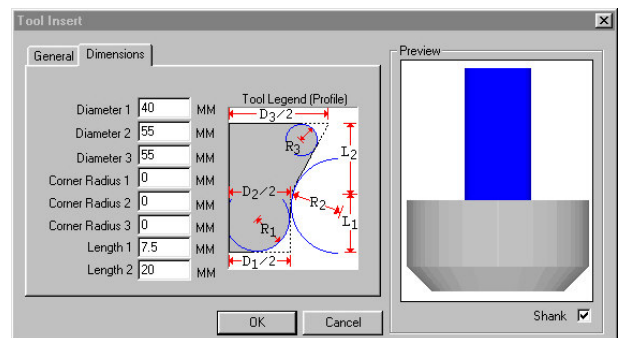 Tool Insert
General Dimensions
Preview
Diameter 1 40 MM
Diameter 2 55 MM
Diameter 3 55 MM
Corner Radius 1 0 MM
Corner Radius 2 0 MM
Corner Radius 3 0 MM
Length 1 7.5 MM
Length 2 20 MM
Tool Legend (Profile)
D3/2
R3
L2
D2/2
R2
R1
L1
D1/2
Shank
OK Cancel